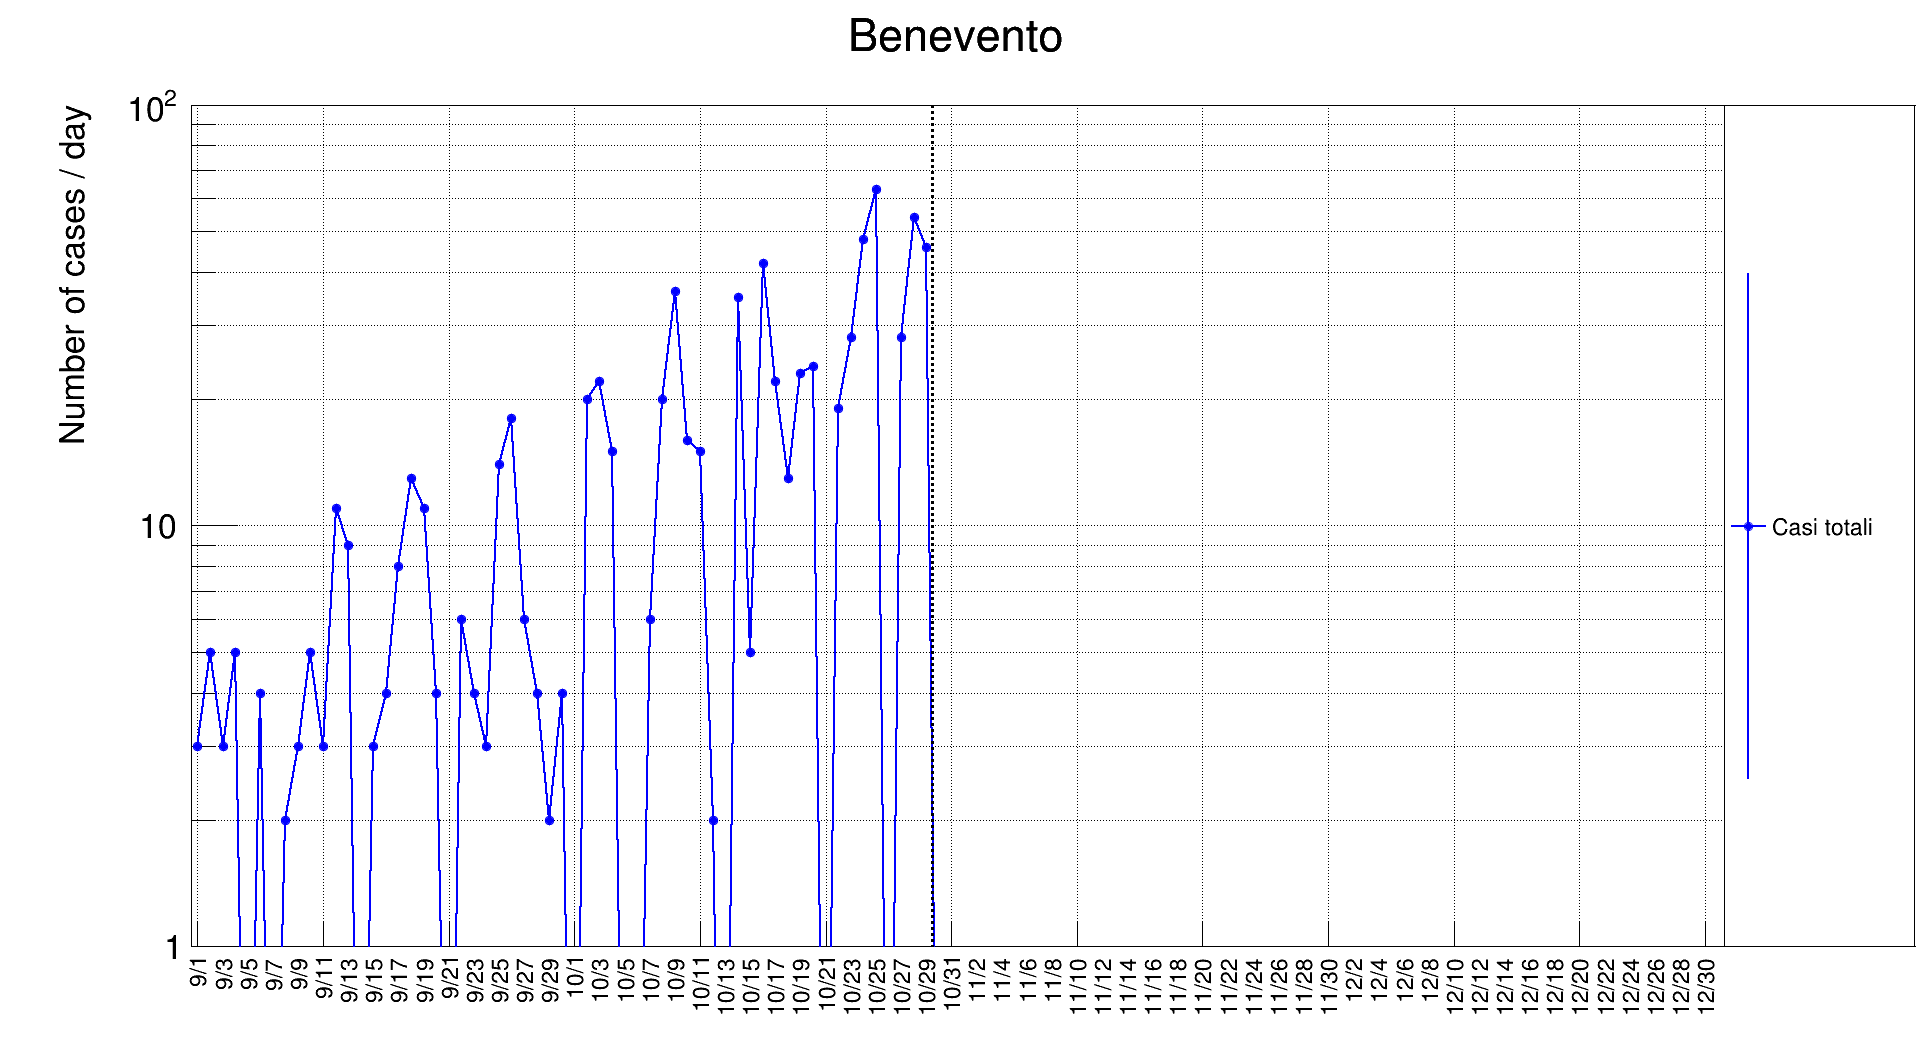 Benevento
Number of cases / day
10²
10
1
9/1 9/3 9/5 9/7 9/9 9/11 9/13 9/15 9/17 9/19 9/21 9/23 9/25 9/27 9/29 10/1 10/3 10/5 10/7 10/9 10/11 10/13 10/15 10/17 10/19 10/21 10/23 10/25 10/27 10/29 10/31 11/2 11/4 11/6 11/8 11/10 11/12 11/14 11/16 11/18 11/20 11/22 11/24 11/26 11/28 11/30 12/2 12/4 12/6 12/8 12/10 12/12 12/14 12/16 12/18 12/20 12/22 12/24 12/26 12/28 12/30
Casi totali